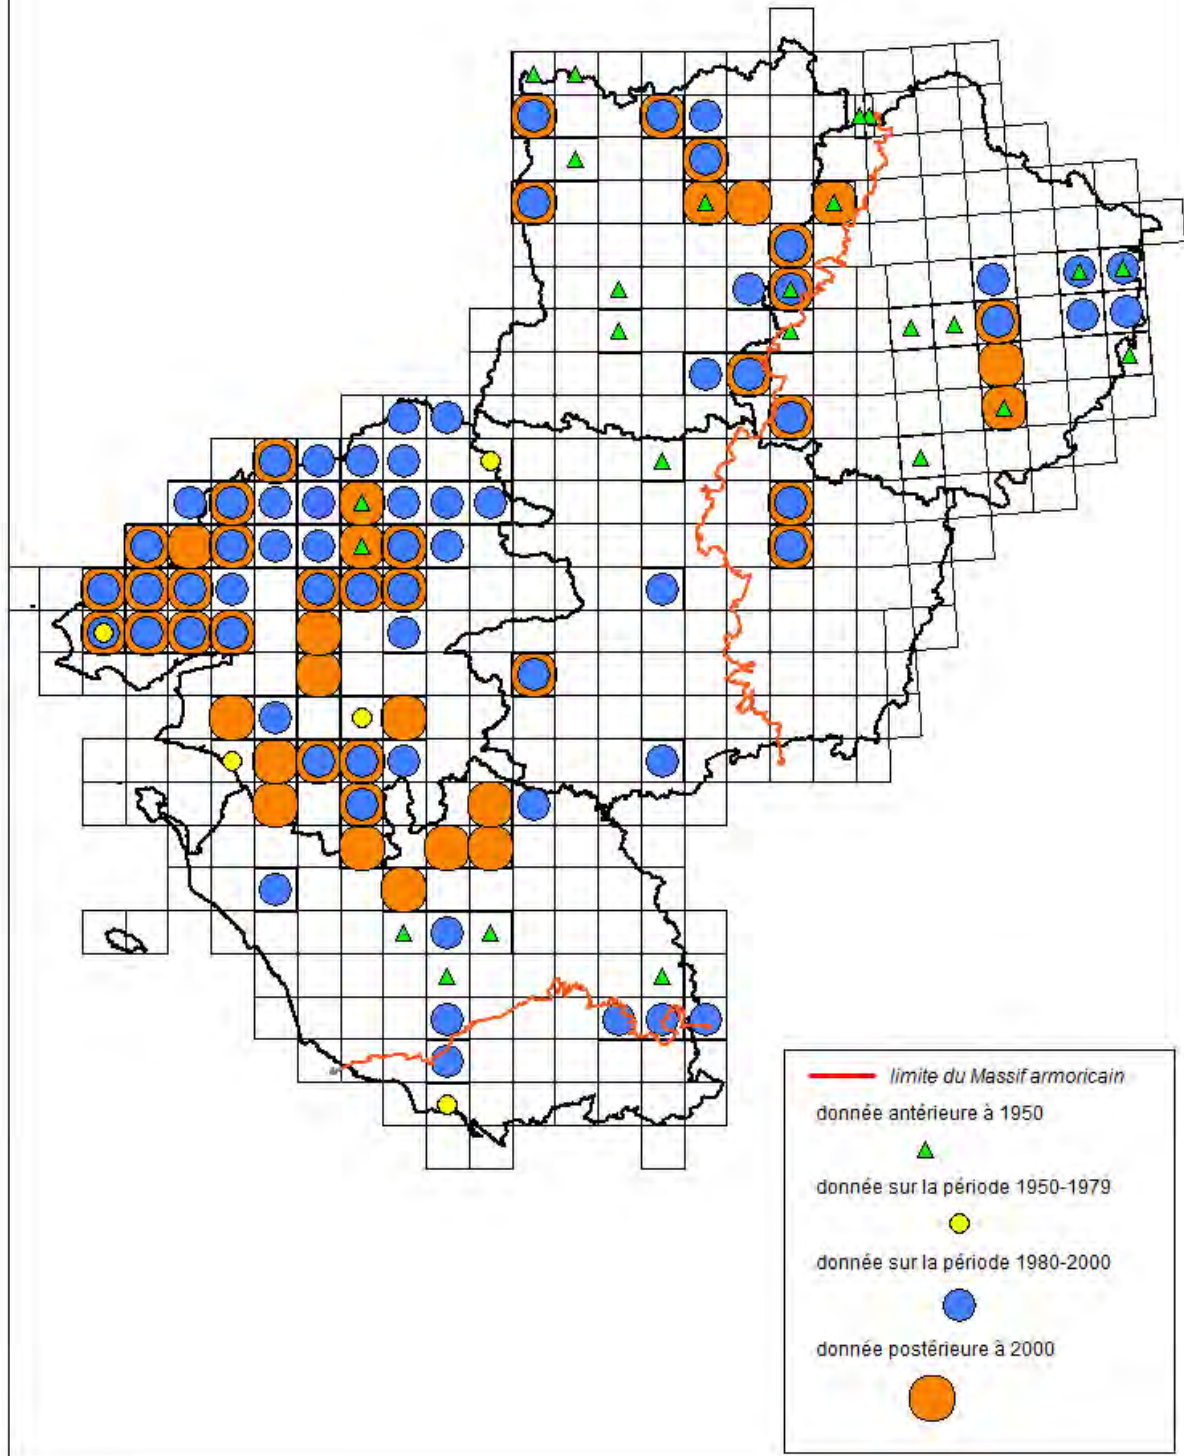 limite du Massif armoricain
donnée antérieure à 1950
donnée sur la période 1950-1979
donnée sur la période 1980-2000
donnée postérieure à 2000